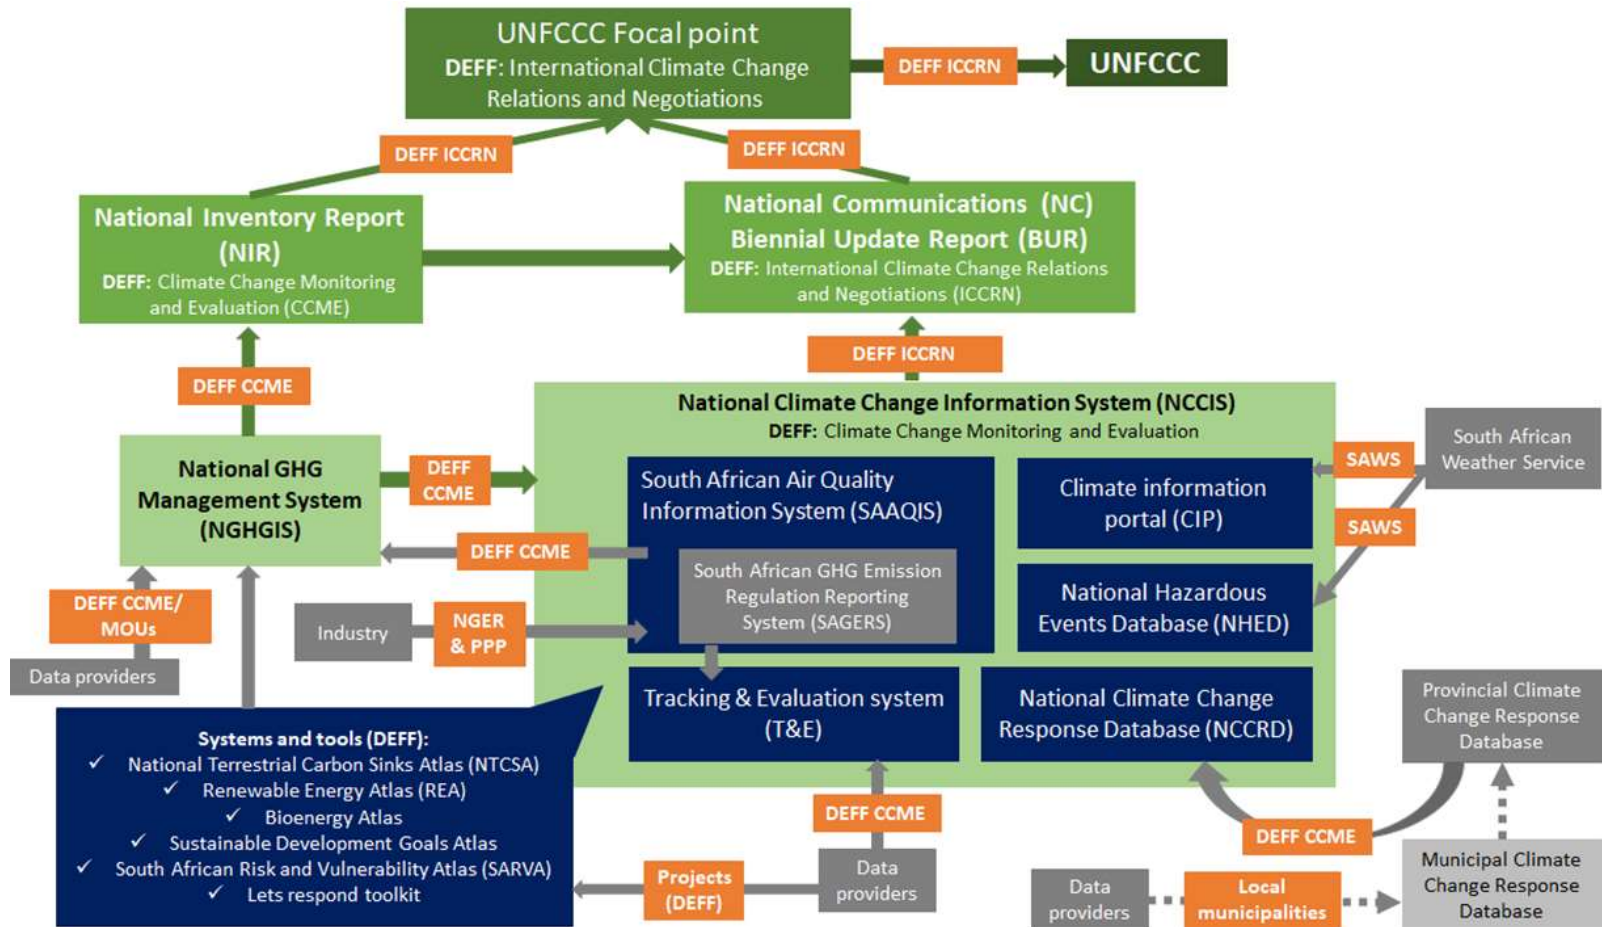 UNFCCC Focal point
DEFF: International Climate Change
Relations and Negotiations
DEFF ICCRN
UNFCCC
DEFF ICCRN
DEFF ICCRN
National Inventory Report
(NIR)
DEFF: Climate Change Monitoring
and Evaluation (CCME)
National Communications (NC)
Biennial Update Report (BUR)
DEFF: International Climate Change Relations
and Negotiations (ICCRN)
DEFF ICCRN
DEFF CCME
National Climate Change Information System (NCCIS)
DEFF: Climate Change Monitoring and Evaluation
National GHG
Management System
(NGHGIS)
DEFF
CCME
DEFF CCME
South African Air Quality
Information System (SAAQIS)
South African GHG Emission
Regulation Reporting
System (SAGERS)
Climate information
portal (CIP)
SAWS
South African
Weather Service
SAWS
National Hazardous
Events Database (NHED)
DEFF CCME/
MOUs
Data providers
Industry
NGER
& PPP
Tracking & Evaluation system
(T&E)
National Climate Change
Response Database (NCCRD)
Provincial Climate
Change Response
Database
Systems and tools (DEFF):
✓ National Terrestrial Carbon Sinks Atlas (NTCSA)
✓ Renewable Energy Atlas (REA)
✓ Bioenergy Atlas
✓ Sustainable Development Goals Atlas
✓ South African Risk and Vulnerability Atlas (SARVA)
✓ Lets respond toolkit
DEFF CCME
Projects
(DEFF)
Data
providers
DEFF CCME
Data
providers
Local
municipalities
Municipal Climate
Change Response
Database